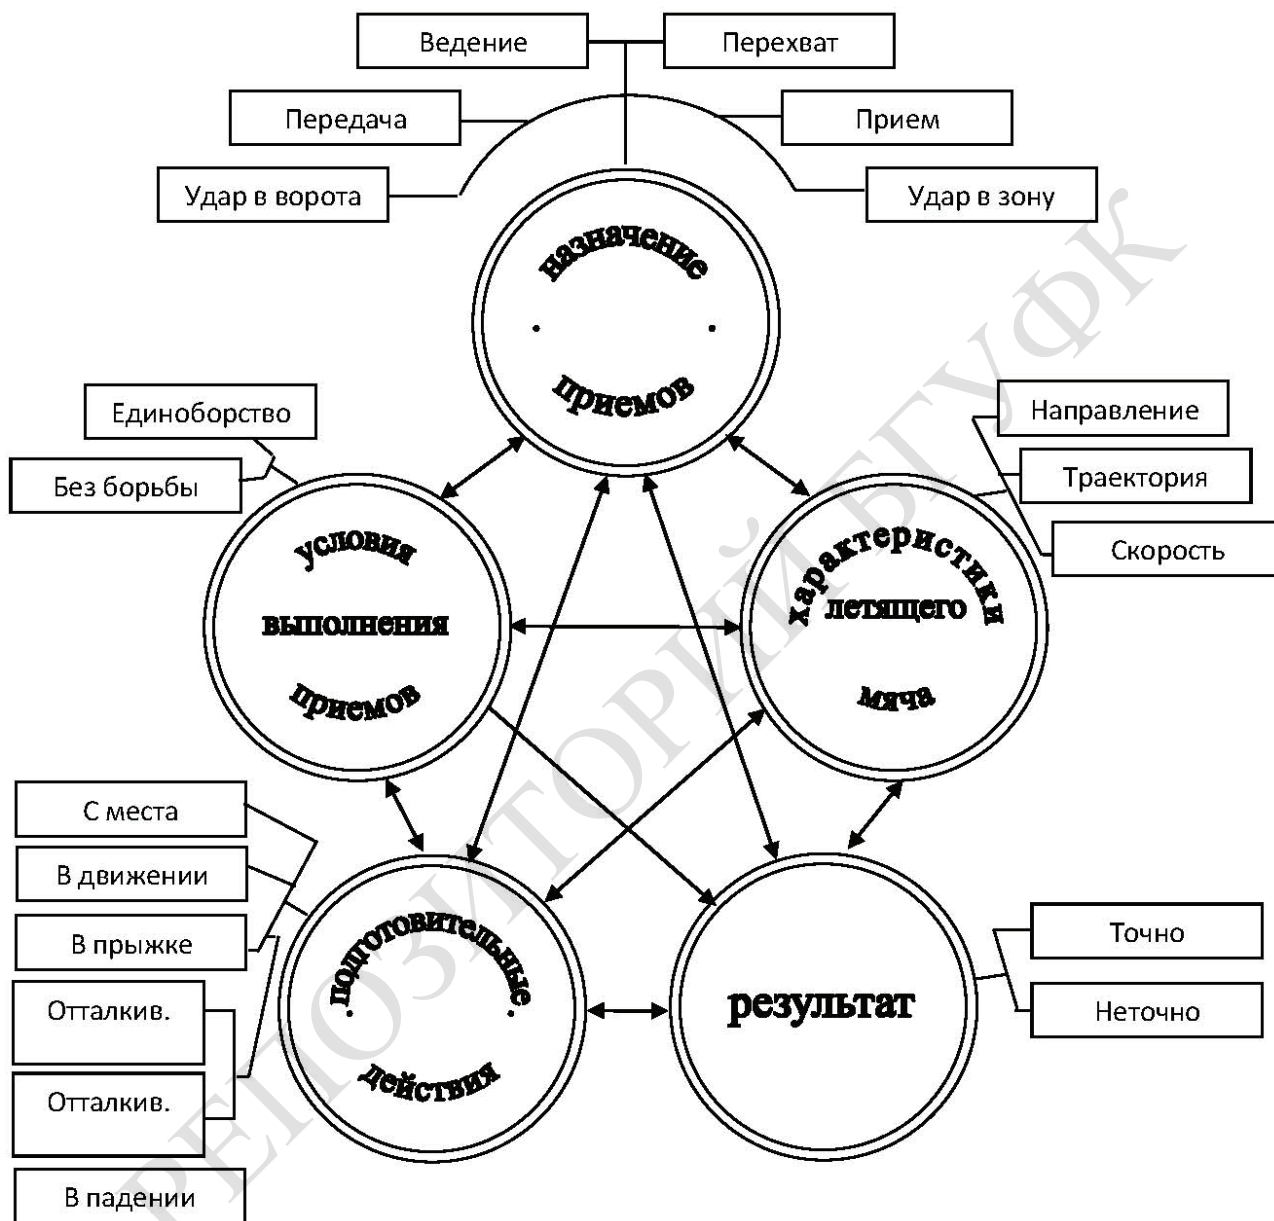 Ведение
Перехват
Передача
Прием
Удар в ворота
Удар в зону
назначение
приемов
Единоборство
Без борьбы
Направление
Траектория
Скорость
условия
выполнения
приемов
характеристики
летящего
мяча
С места
В движении
В прыжке
Отталкив.
Отталкив.
В падении
подготовительные
действия
результат
Точно
Неточно
РЕПОЗИТОРИЙ БГУФК